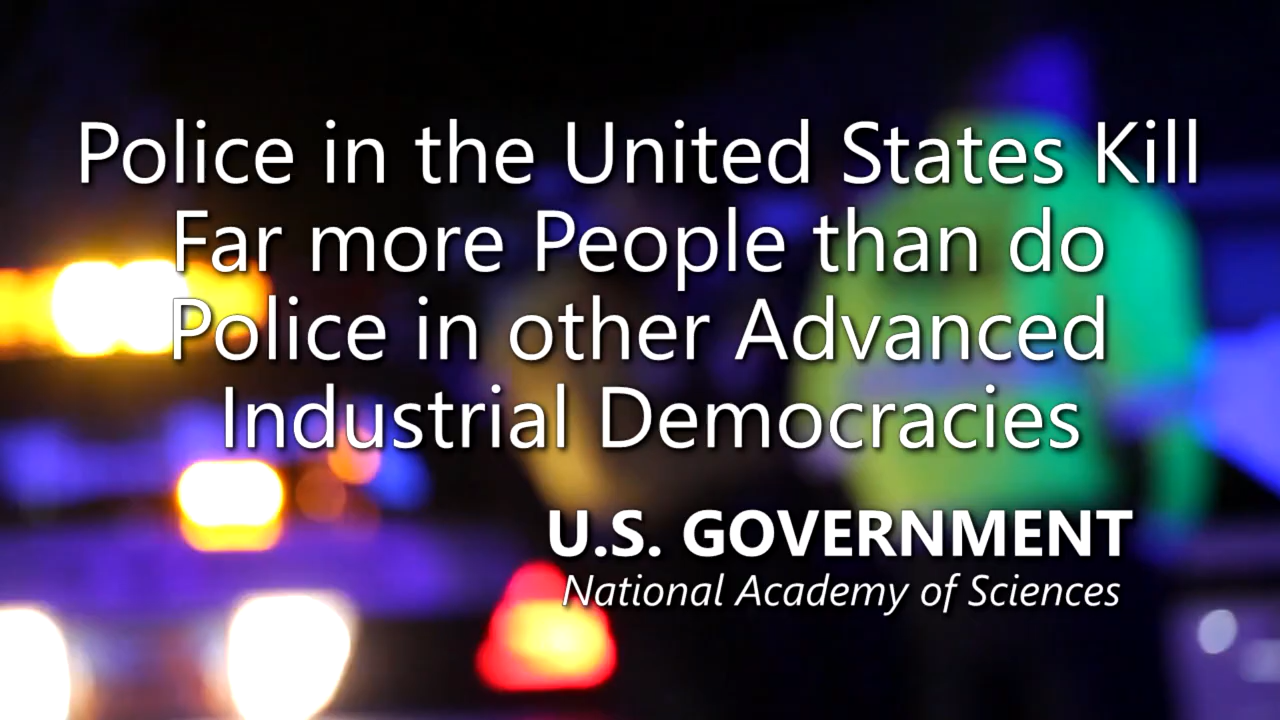 Police in the United States Kill
Far more People than do
Police in other Advanced
Industrial Democracies
U.S. GOVERNMENT
National Academy of Sciences